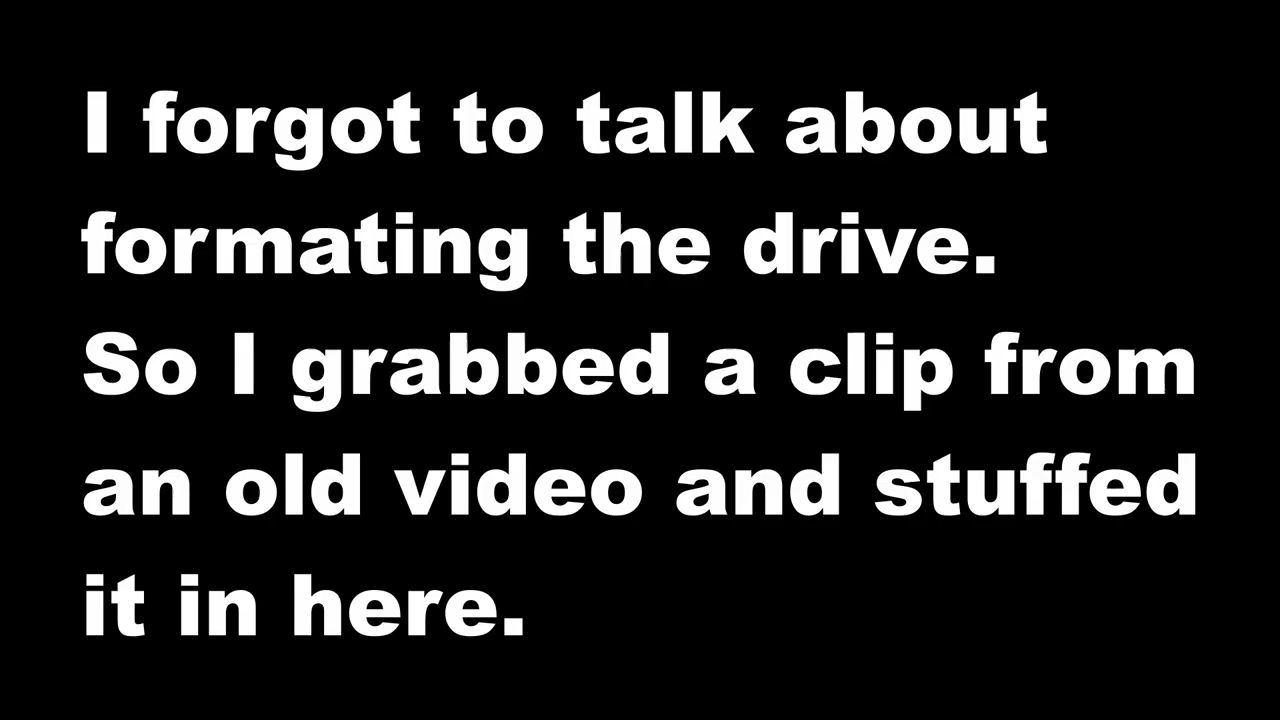 I forgot to talk about
formating the drive.
So I grabbed a clip from
an old video and stuffed
it in here.